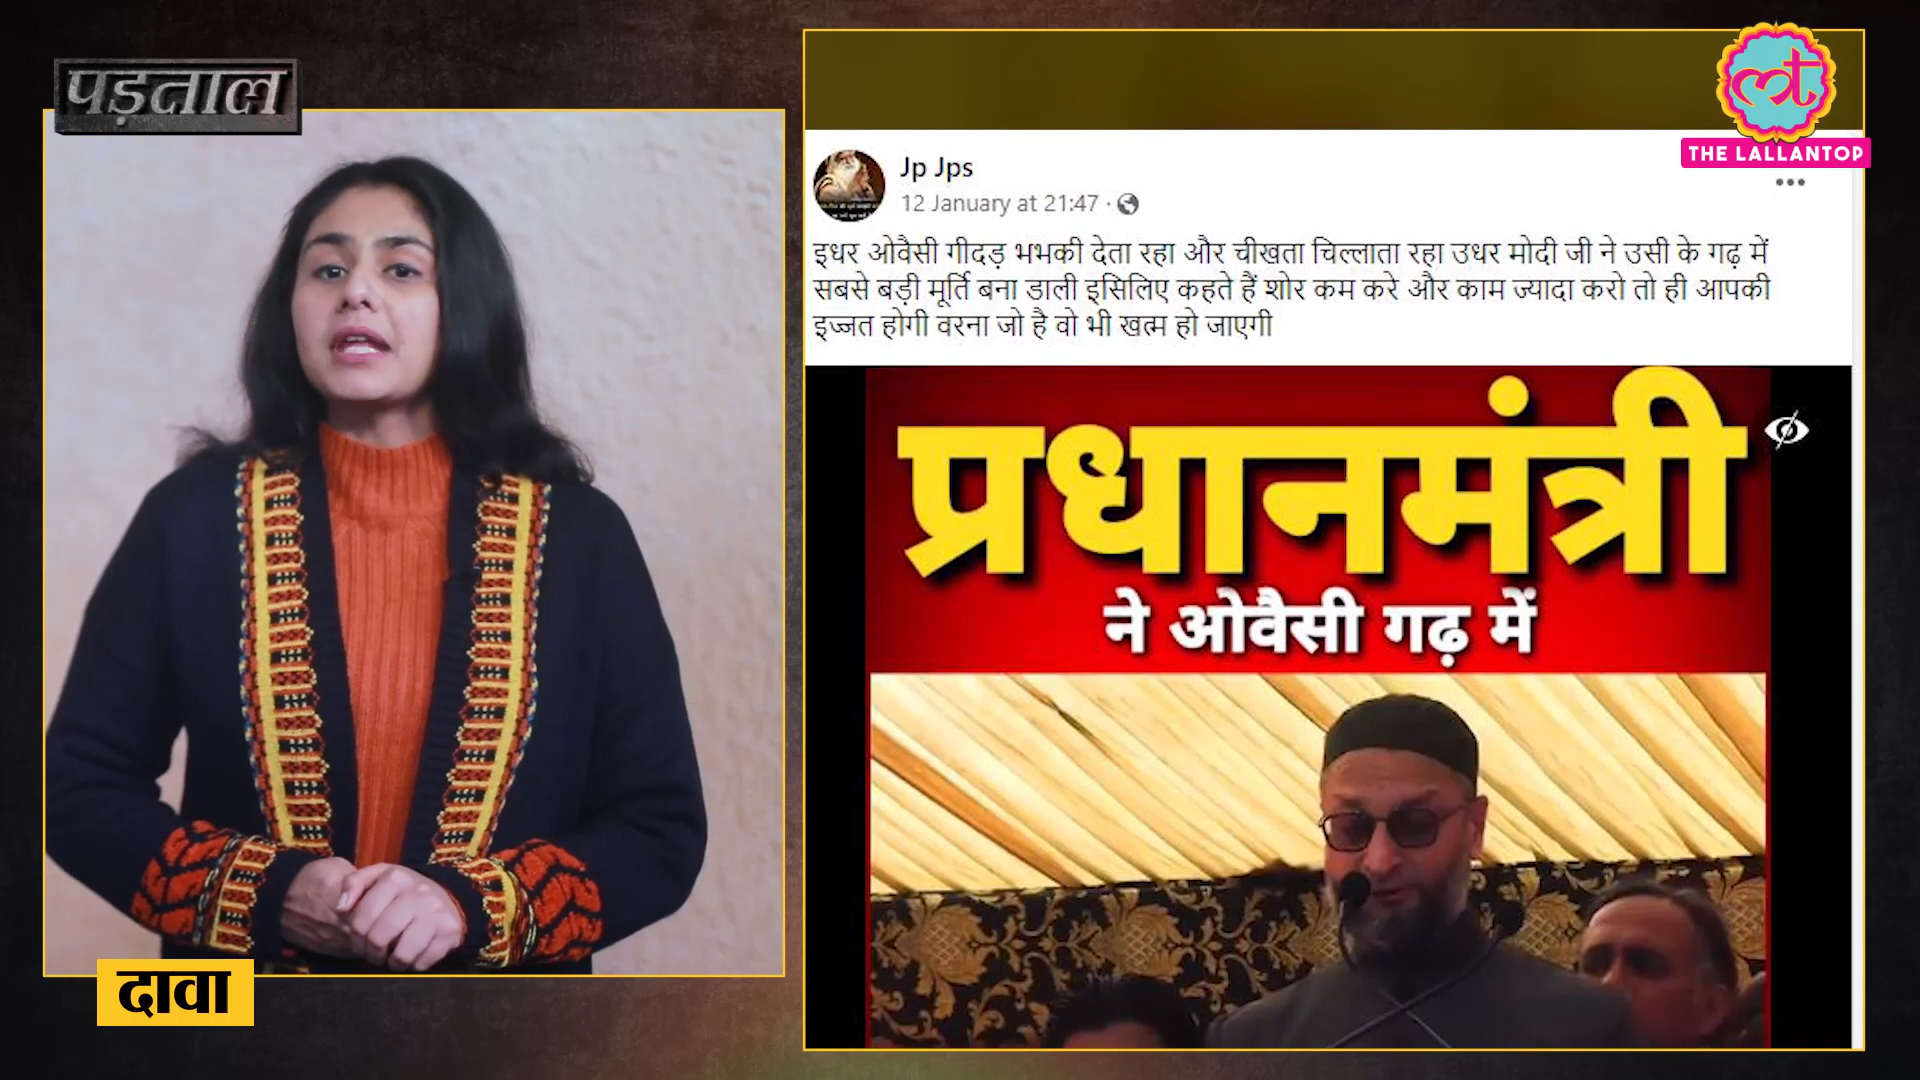 पड़ताल
दावा
THE LALLANTOP
Jp Jps
12 January at 21:47
इधर ओवैसी गीदड़ भभकी देता रहा और चीखता चिल्लाता रहा उधर मोदी जी ने उसी के गढ़ में
सबसे बड़ी मूर्ति बना डाली इसिलिए कहते हैं शोर कम करे और काम ज्यादा करो तो ही आपकी
इज्जत होगी वरना जो है वो भी खत्म हो जाएगी
प्रधानमंत्री
ने ओवैसी गढ़ में